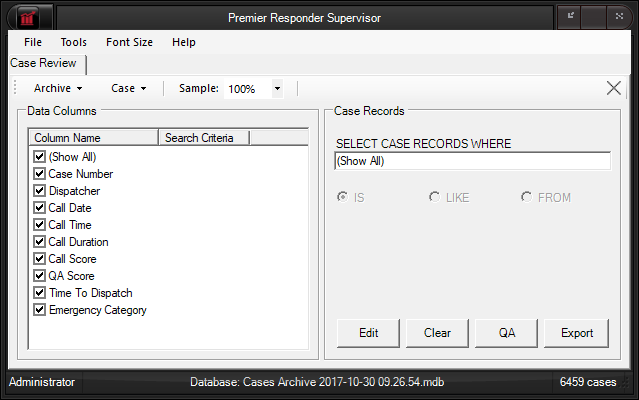 Premier Responder Supervisor
File Tools Font Size Help
Case Review
Archive Case Sample: 100%
Data Columns
Column Name Search Criteria
(Show All)
Case Number
Dispatcher
Call Date
Call Time
Call Duration
Call Score
QA Score
Time To Dispatch
Emergency Category
Case Records
SELECT CASE RECORDS WHERE
(Show All)
IS LIKE FROM
Edit Clear QA Export
Administrator Database: Cases Archive 2017-10-30 09.26.54.mdb 6459 cases